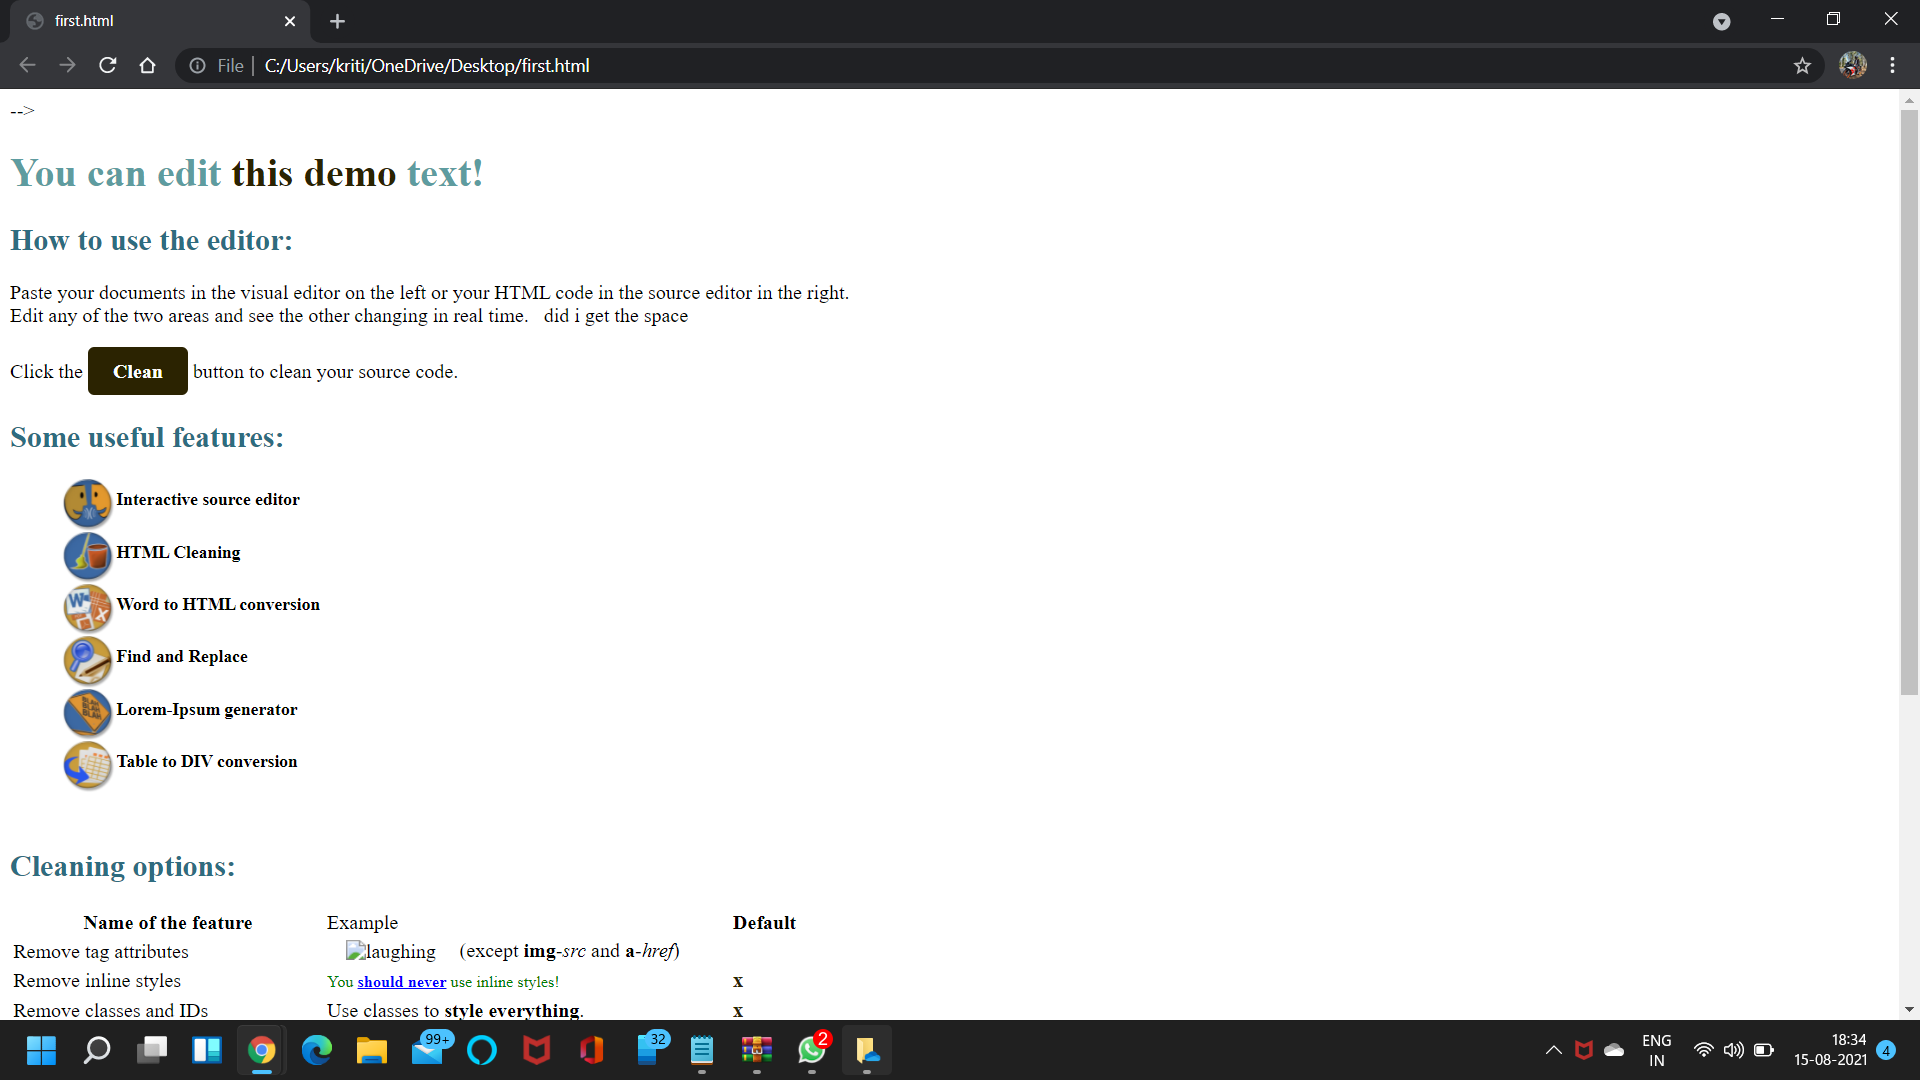 first.html
File | C:/Users/kriti/OneDrive/Desktop/first.html
-->
You can edit this demo text!
How to use the editor:
Paste your documents in the visual editor on the left or your HTML code in the source editor in the right.
Edit any of the two areas and see the other changing in real time.   did i get the space
Click the Clean button to clean your source code.
Some useful features:
Interactive source editor
HTML Cleaning
Word to HTML conversion
Find and Replace
BLAH BLAH BLAH Lorem-Ipsum generator
Table to DIV conversion
Cleaning options:
Name of the feature Example Default
Remove tag attributes laughing (except img-src and a-href)
Remove inline styles You should never use inline styles! x
Remove classes and IDs Use classes to style everything. x
99+ 32 2 ENG 18:34
IN 15-08-2021 4